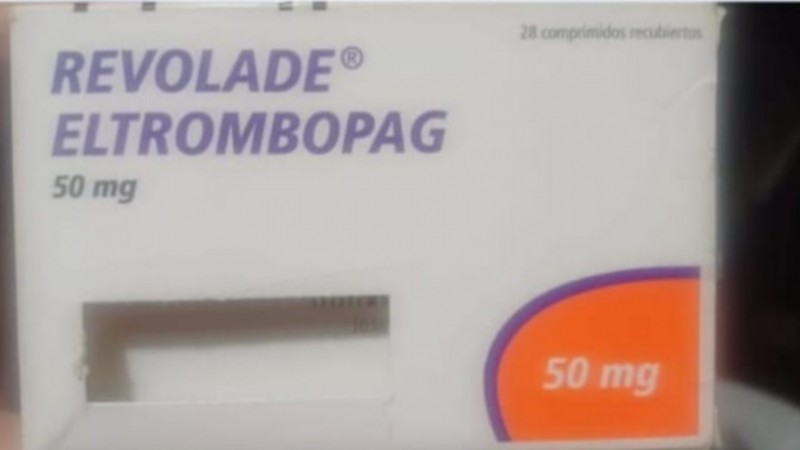 28 comprimidos recubiertos
REVOLADE®
ELTROMBOPAG
50 mg
50 mg